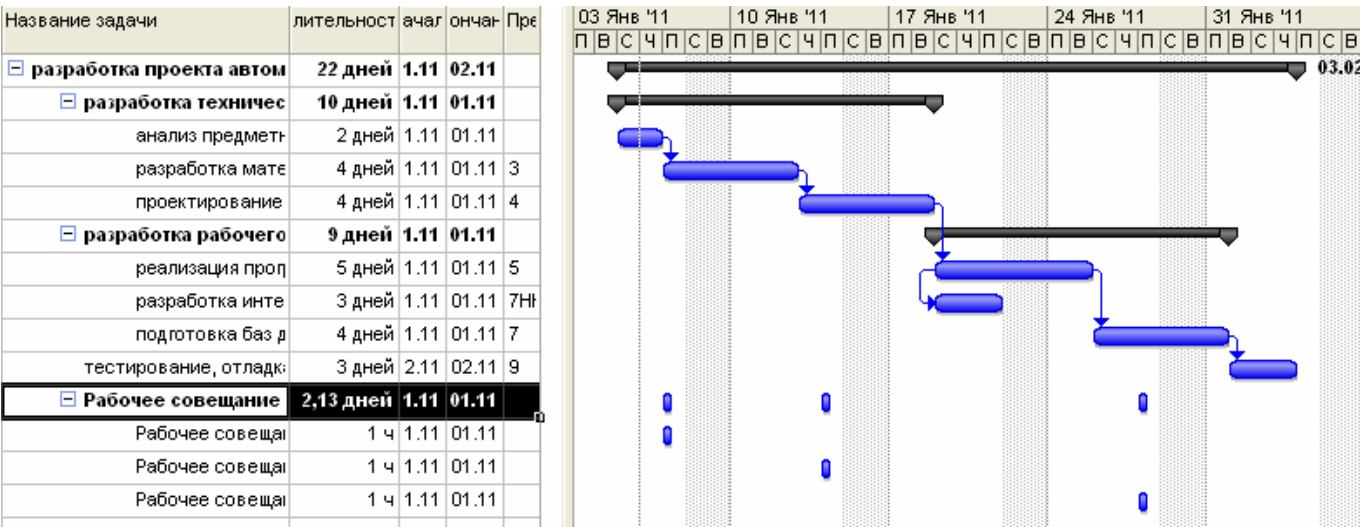 Название задачи лительност ачал ончан Пре 03 Янв '11 10 Янв '11 17 Янв '11 24 Янв '11 31 Янв '11
П В С Ч П С В П В С Ч П С В П В С Ч П С В П В С Ч П С В П В С Ч П С В
разработка проекта автом 22 дней 1.11 02.11 03.02
разработка техничес 10 дней 1.11 01.11
анализ предметн 2 дней 1.11 01.11
разработка мате 4 дней 1.11 01.11 3
проектирование 4 дней 1.11 01.11 4
разработка рабочего 9 дней 1.11 01.11
реализация прог 5 дней 1.11 01.11 5
разработка инте 3 дней 1.11 01.11 7НН
подготовка баз д 4 дней 1.11 01.11 7
тестирование, отладк 3 дней 2.11 02.11 9
Рабочее совещание 2,13 дней 1.11 01.11
Рабочее совещан 1 ч 1.11 01.11
Рабочее совещан 1 ч 1.11 01.11
Рабочее совещан 1 ч 1.11 01.11